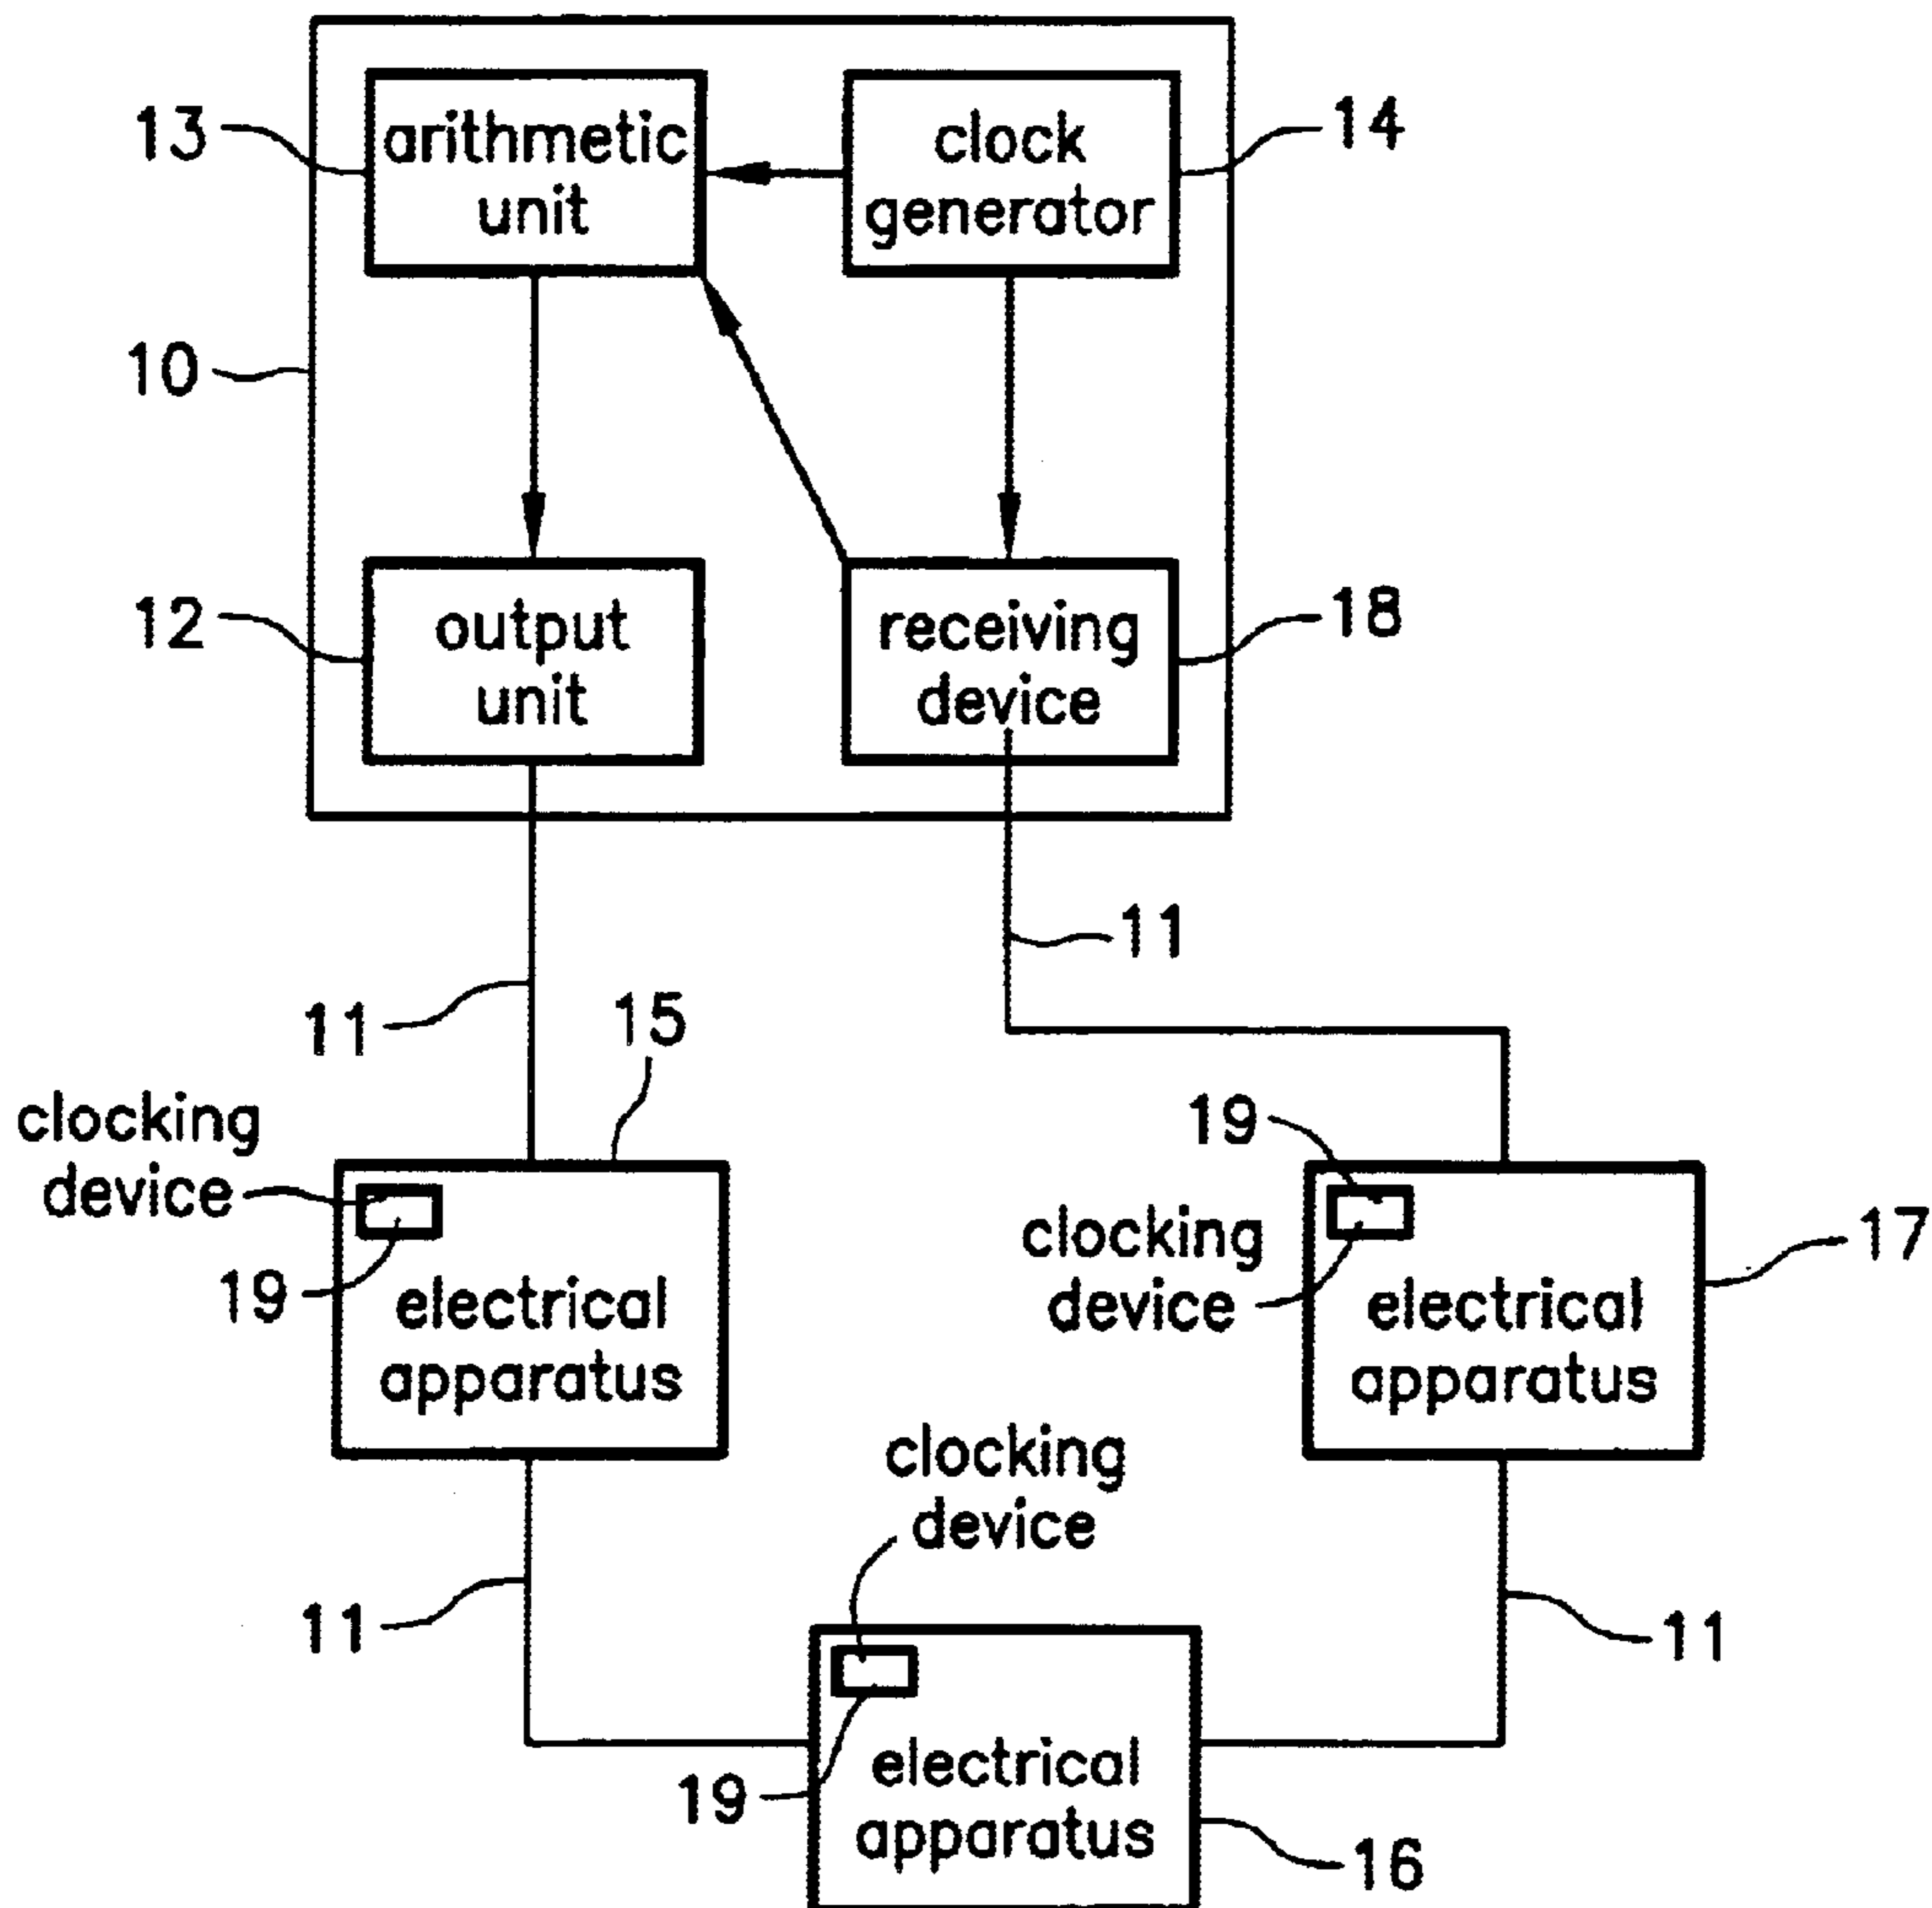 13
arithmetic
unit
clock
generator
14
10
12
output
unit
receiving
device
18
11
11
15
clocking
device
19
19
clocking
device
17
electrical
apparatus
electrical
apparatus
clocking
device
11
11
19
electrical
apparatus
16